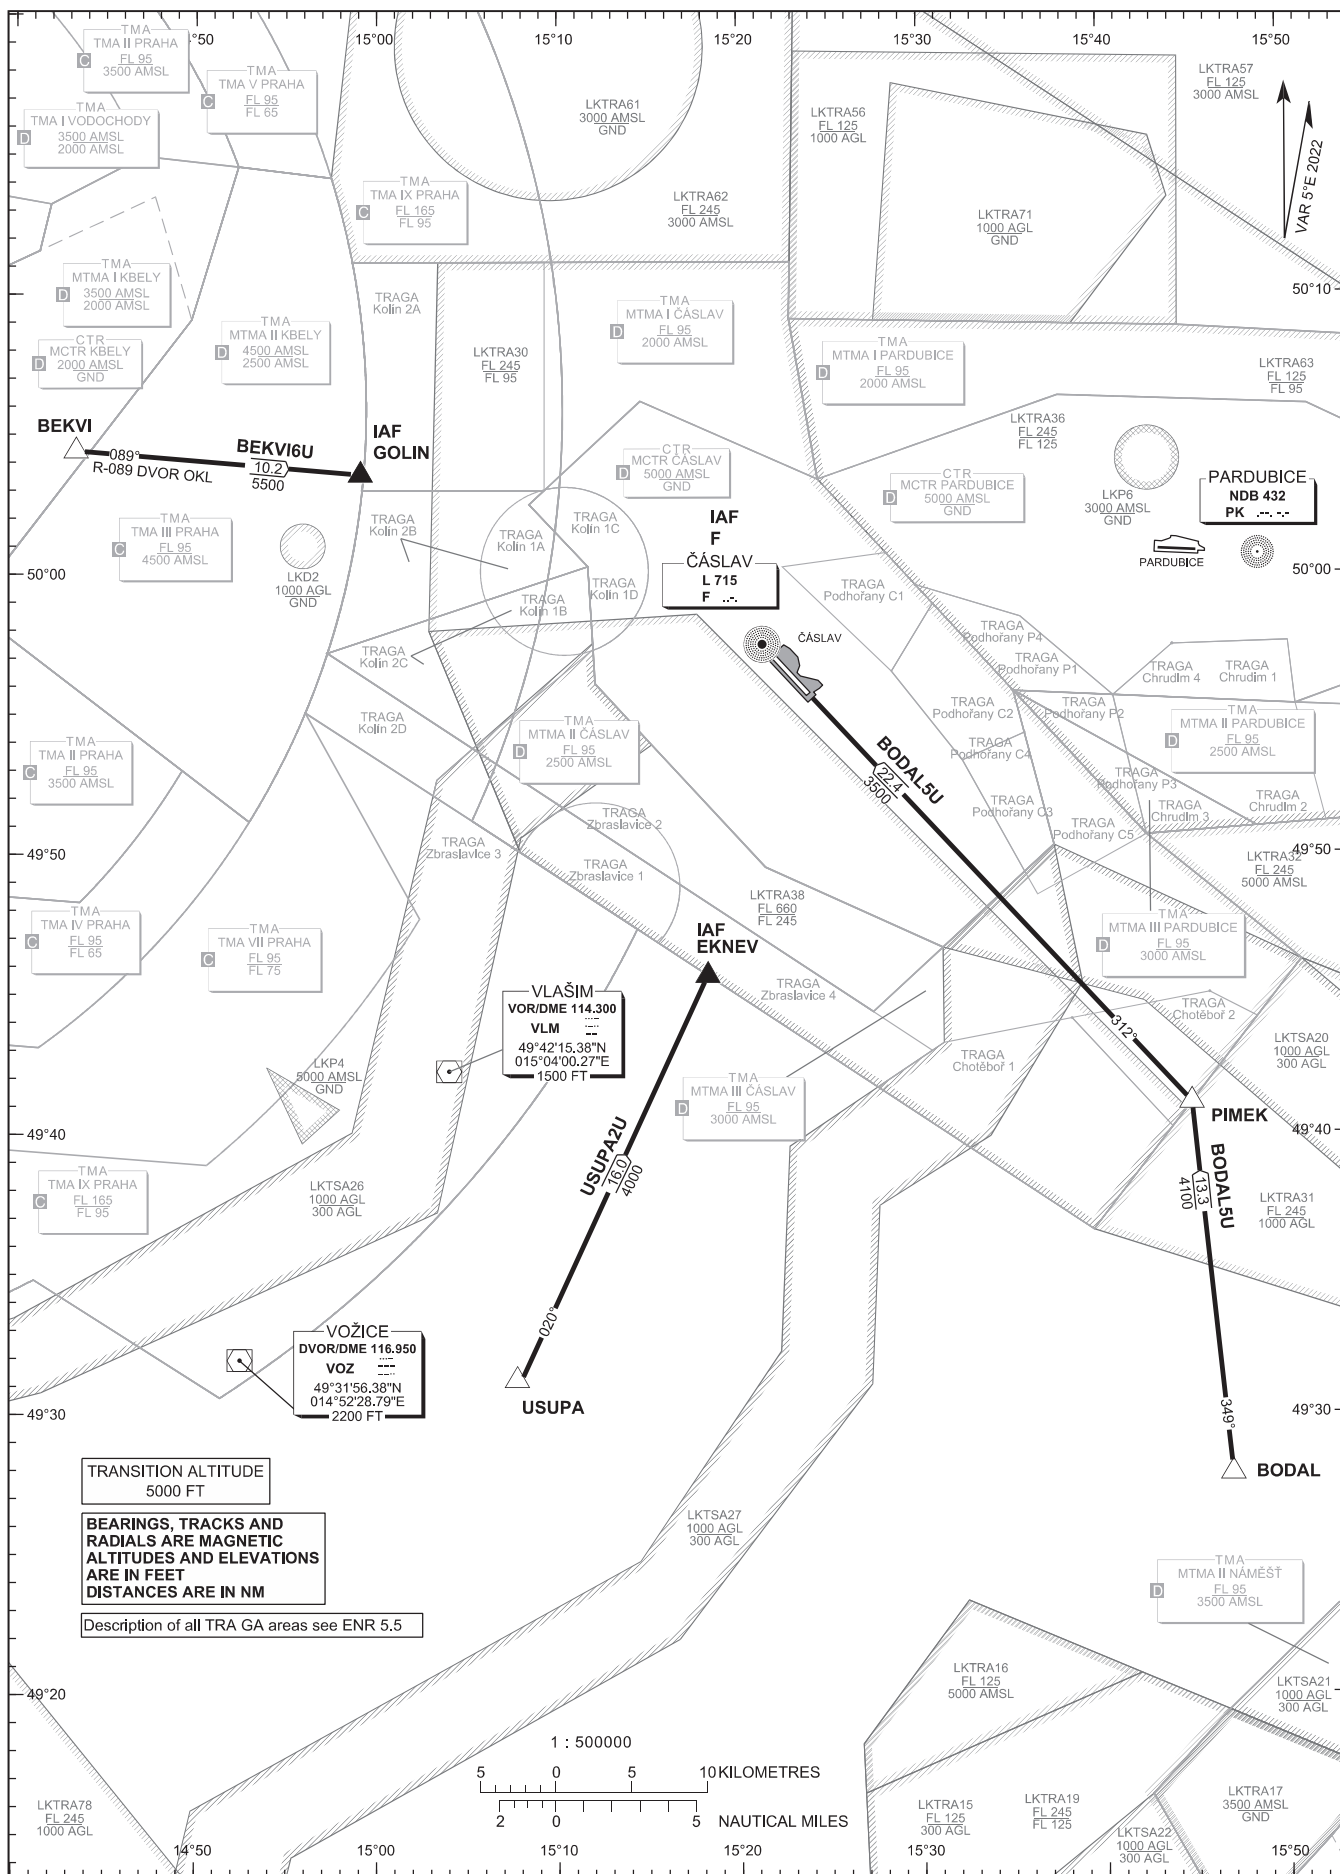 14°50
15°00
15°10
15°20
15°30
15°40
15°50
TMA
TMA II PRAHA
C
FL 95
3500 AMSL
TMA
TMA V PRAHA
C
FL 95
FL 65
TMA
TMA I VODOCHODY
D
3500 AMSL
2000 AMSL
LKTRA61
3000 AMSL
GND
LKTRA56
FL 125
1000 AGL
LKTRA57
FL 125
3000 AMSL
VAR 5°E 2022
TMA
TMA IX PRAHA
C
FL 165
FL 95
LKTRA62
FL 245
3000 AMSL
LKTRA71
1000 AGL
GND
TMA
MTMA I KBELY
D
3500 AMSL
2000 AMSL
TRAGA
Kolín 2A
TMA
MTMA I ČÁSLAV
D
FL 95
2000 AMSL
50°10
CTR
MCTR KBELY
D
2000 AMSL
GND
TMA
MTMA II KBELY
D
4500 AMSL
2500 AMSL
LKTRA30
FL 245
FL 95
TMA
MTMA I PARDUBICE
D
FL 95
2000 AMSL
LKTRA63
FL 125
FL 95
BEKVI
089°
R-089 DVOR OKL
BEKVI6U
10.2
5500
IAF
GOLIN
LKTRA36
FL 245
FL 125
CTR
MCTR ČÁSLAV
D
5000 AMSL
GND
CTR
MCTR PARDUBICE
D
5000 AMSL
GND
LKP6
3000 AMSL
GND
PARDUBICE
NDB 432
PK .--. -.-
PARDUBICE
TMA
TMA III PRAHA
C
FL 95
4500 AMSL
TRAGA
Kolín 2B
TRAGA
Kolín 1A
TRAGA
Kolín 1C
IAF
F
ČÁSLAV
L 715
F ..-.
50°00
50°00
LKD2
1000 AGL
GND
TRAGA
Kolín 1B
TRAGA
Kolín 1D
TRAGA
Podhořany C1
TRAGA
Kolín 2C
ČÁSLAV
TRAGA
Podhořany P4
TRAGA
Podhořany P1
TRAGA
Chrudim 4
TRAGA
Chrudim 1
TRAGA
Kolín 2D
TRAGA
Podhořany C2
TRAGA
Podhořany P2
TMA
MTMA II PARDUBICE
D
FL 95
2500 AMSL
TMA
TMA II PRAHA
C
FL 95
3500 AMSL
TMA
MTMA II ČÁSLAV
D
FL 95
2500 AMSL
BODAL5U
22.4
3500
TRAGA
Podhořany C4
TRAGA
Podhořany P3
TRAGA
Zbraslavice 2
TRAGA
Podhořany C3
TRAGA
Podhořany C5
TRAGA
Chrudim 3
TRAGA
Chrudim 2
49°50
TRAGA
Zbraslavice 3
TRAGA
Zbraslavice 1
49°50
LKTRA32
FL 245
5000 AMSL
LKTRA38
FL 660
FL 245
TMA
TMA IV PRAHA
C
FL 95
FL 65
TMA
TMA VII PRAHA
C
FL 95
FL 75
IAF
EKNEV
TMA
MTMA III PARDUBICE
D
FL 95
3000 AMSL
VLAŠIM
VOR/DME 114.300
VLM ...- .-.. --
49°42'15.38"N
015°04'00.27"E
1500 FT
TRAGA
Zbraslavice 4
TRAGA
Chotěboř 2
312°
LKTSA20
1000 AGL
300 AGL
LKP4
5000 AMSL
GND
TRAGA
Chotěboř 1
TMA
MTMA III ČÁSLAV
D
FL 95
3000 AMSL
PIMEK
49°40
49°40
USUPA2U
16.0
4000
BODAL5U
13.3
4100
TMA
TMA IX PRAHA
C
FL 165
FL 95
LKTSA26
1000 AGL
300 AGL
LKTRA31
FL 245
1000 AGL
020°
VOŽICE
DVOR/DME 116.950
VOZ ...- --- --..
49°31'56.38"N
014°52'28.79"E
2200 FT
USUPA
49°30
49°30
349°
BODAL
TRANSITION ALTITUDE
5000 FT
BEARINGS, TRACKS AND
RADIALS ARE MAGNETIC
ALTITUDES AND ELEVATIONS
ARE IN FEET
DISTANCES ARE IN NM
Description of all TRA GA areas see ENR 5.5
LKTSA27
1000 AGL
300 AGL
TMA
MTMA II NÁMĚŠŤ
D
FL 95
3500 AMSL
49°20
LKTRA16
FL 125
5000 AMSL
LKTSA21
1000 AGL
300 AGL
1 : 500000
5 0 5 10 KILOMETRES
2 0 5 NAUTICAL MILES
LKTRA78
FL 245
1000 AGL
LKTRA15
FL 125
300 AGL
LKTRA19
FL 245
FL 125
LKTSA22
1000 AGL
300 AGL
LKTRA17
3500 AMSL
GND
14°50
15°00
15°10
15°20
15°30
15°50